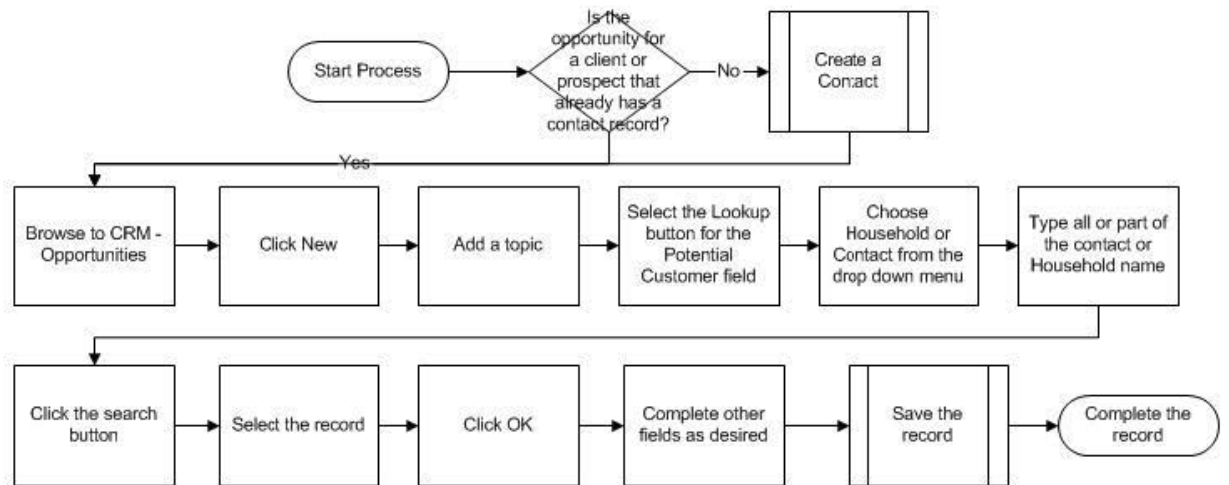 Is the
opportunity for
a client or
prospect that
already has a
contact record?
Start Process
No
Create a
Contact
Yes
Browse to CRM -
Opportunities
Click New
Add a topic
Select the Lookup
button for the
Potential
Customer field
Choose
Household or
Contact from the
drop down menu
Type all or part of
the contact or
Household name
Click the search
button
Select the record
Click OK
Complete other
fields as desired
Save the
record
Complete the
record